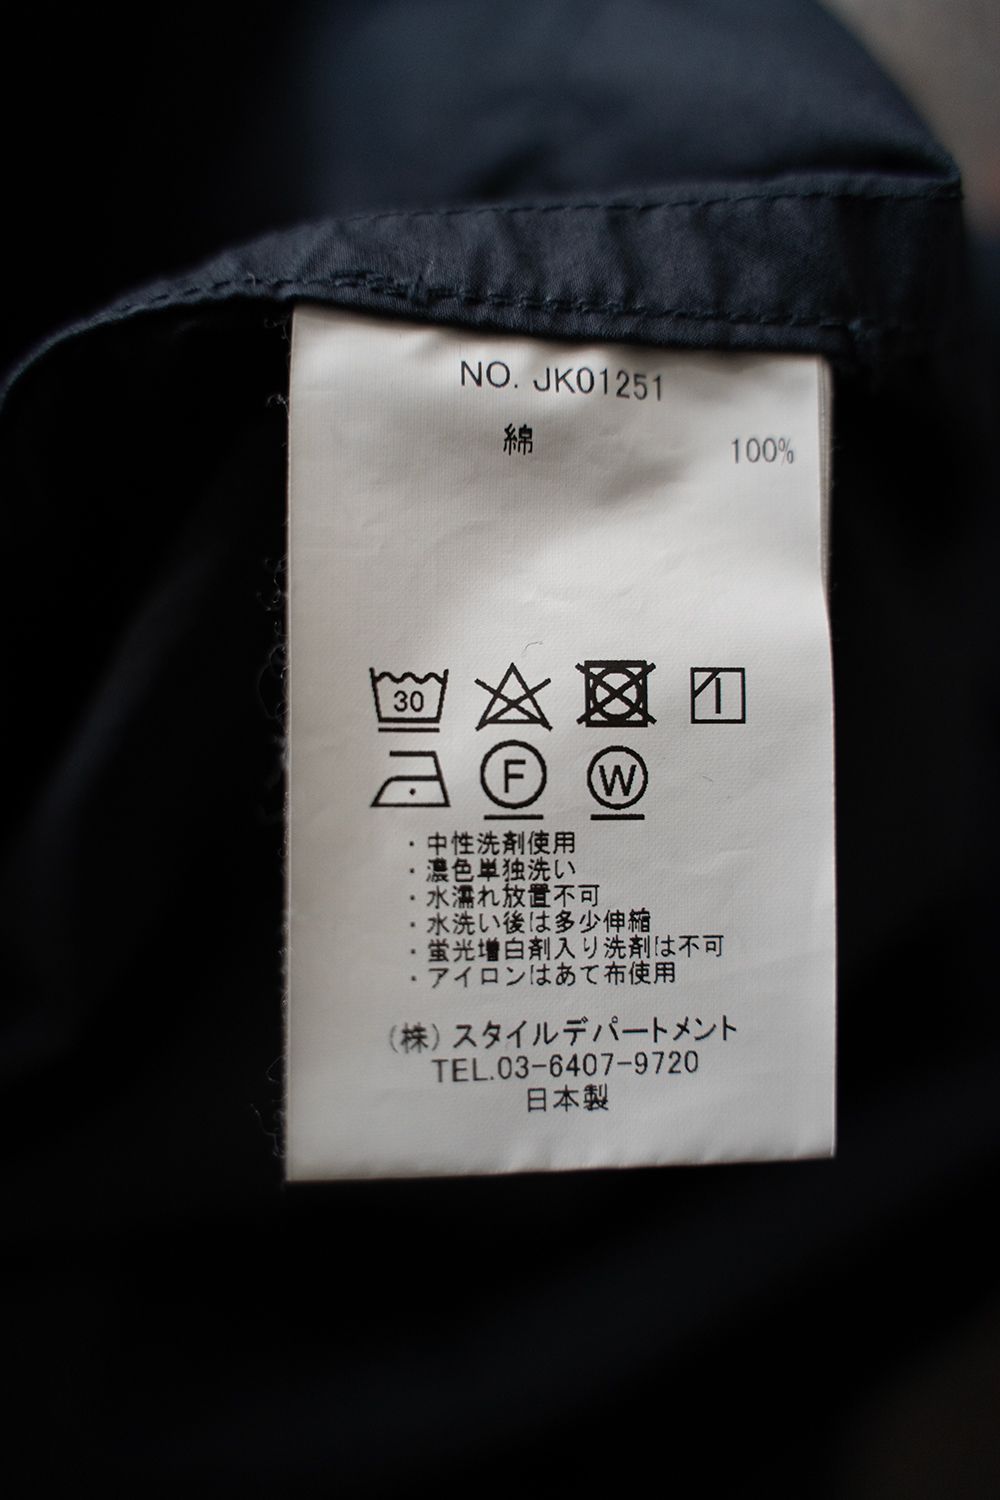 NO. JK01251
綿 100%
30
F W
・中性洗剤使用
・濃色単独洗い
・水濡れ放置不可
・水洗い後は多少伸縮
・蛍光増白剤入り洗剤は不可
・アイロンはあて布使用
(株)スタイルデパートメント
TEL.03-6407-9720
日本製